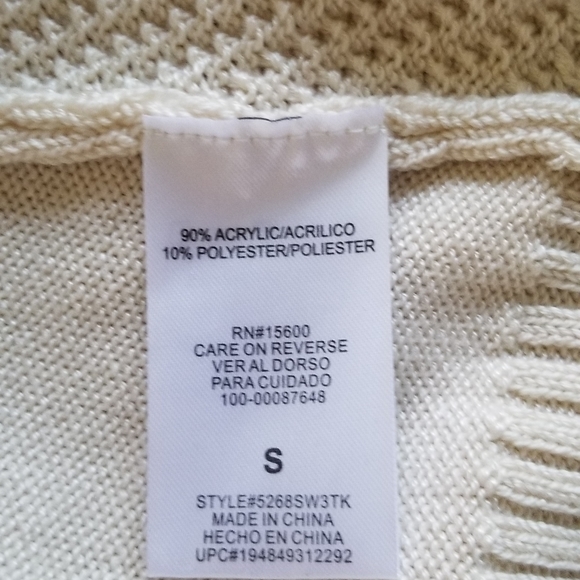 90% ACRYLIC/ACRILICO
10% POLYESTER/POLIESTER
RN#15600
CARE ON REVERSE
VER AL DORSO
PARA CUIDADO
100-00087648
S
STYLE#5268SW3TK
MADE IN CHINA
HECHO EN CHINA
UPC#194849312292